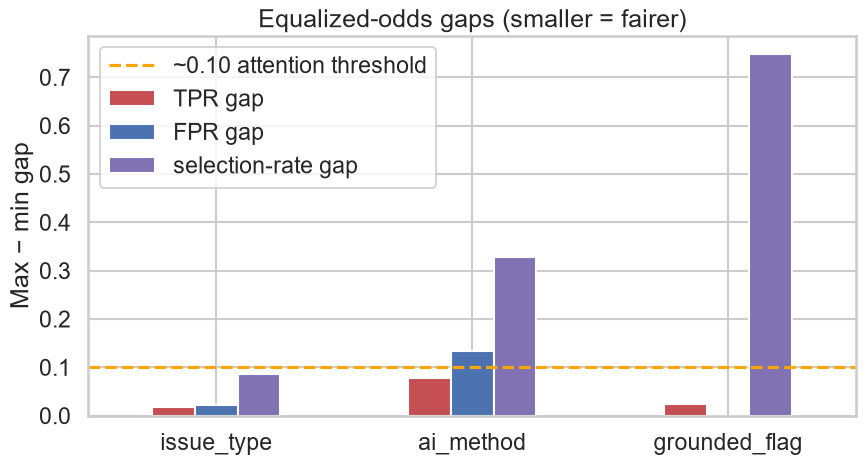 Equalized-odds gaps (smaller = fairer)
~0.10 attention threshold
TPR gap
FPR gap
selection-rate gap
Max − min gap
0.7
0.6
0.5
0.4
0.3
0.2
0.1
0.0
issue_type
ai_method
grounded_flag